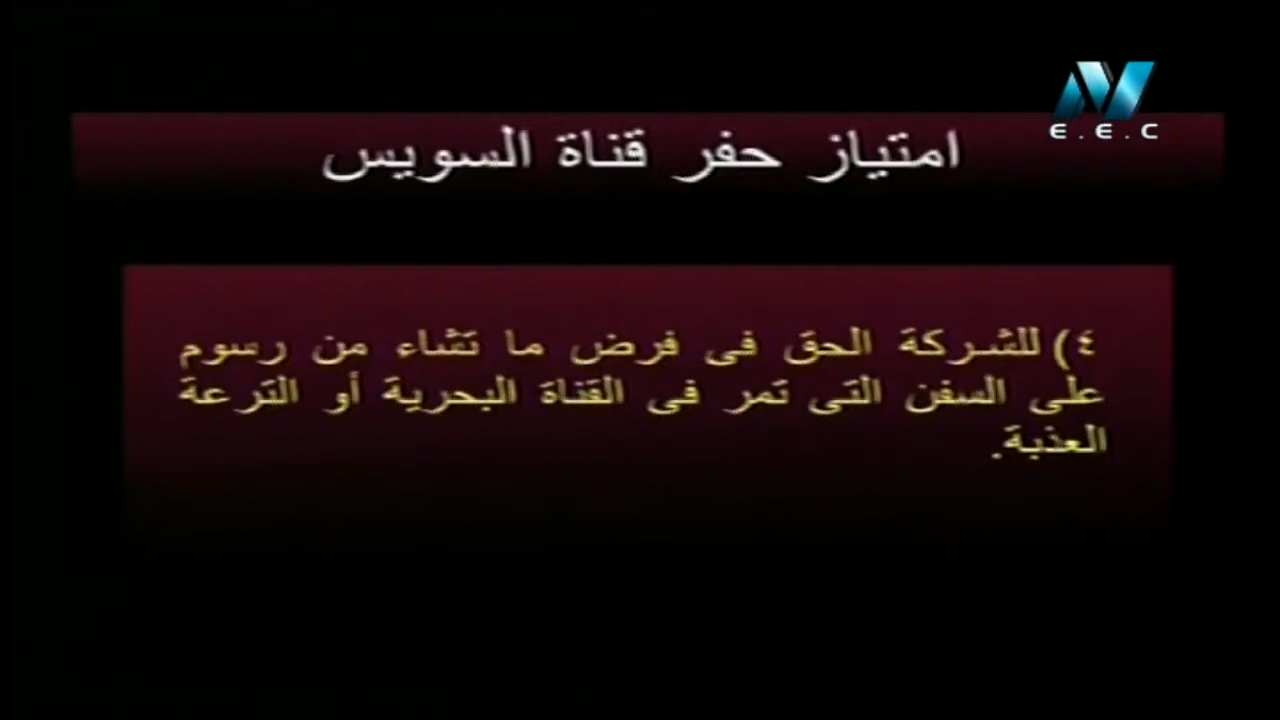 E.E.C
امتياز حفر قناة السويس
٤) للشركة الحق فى فرض ما تشاء من رسوم
على السفن التى تمر فى القناة البحرية أو الترعة
العذبة.